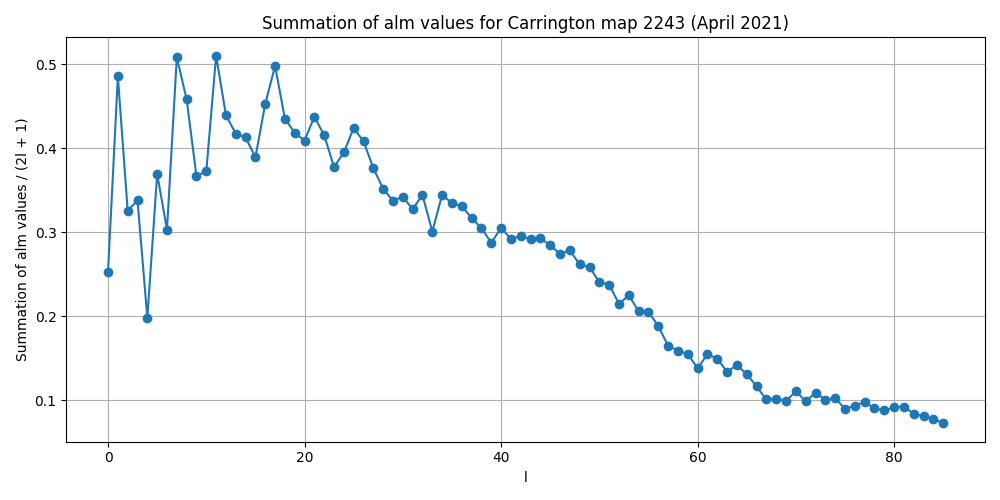 Summation of alm values for Carrington map 2243 (April 2021)
Summation of alm values / (2l + 1)
0.5
0.4
0.3
0.2
0.1
0 20 40 60 80
l